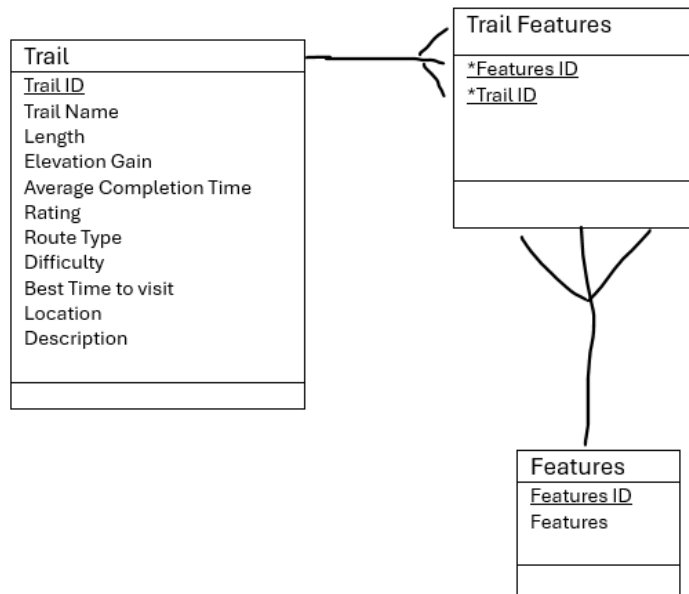 Trail
Trail ID
Trail Name
Length
Elevation Gain
Average Completion Time
Rating
Route Type
Difficulty
Best Time to visit
Location
Description
Trail Features
*Features ID
*Trail ID
Features
Features ID
Features